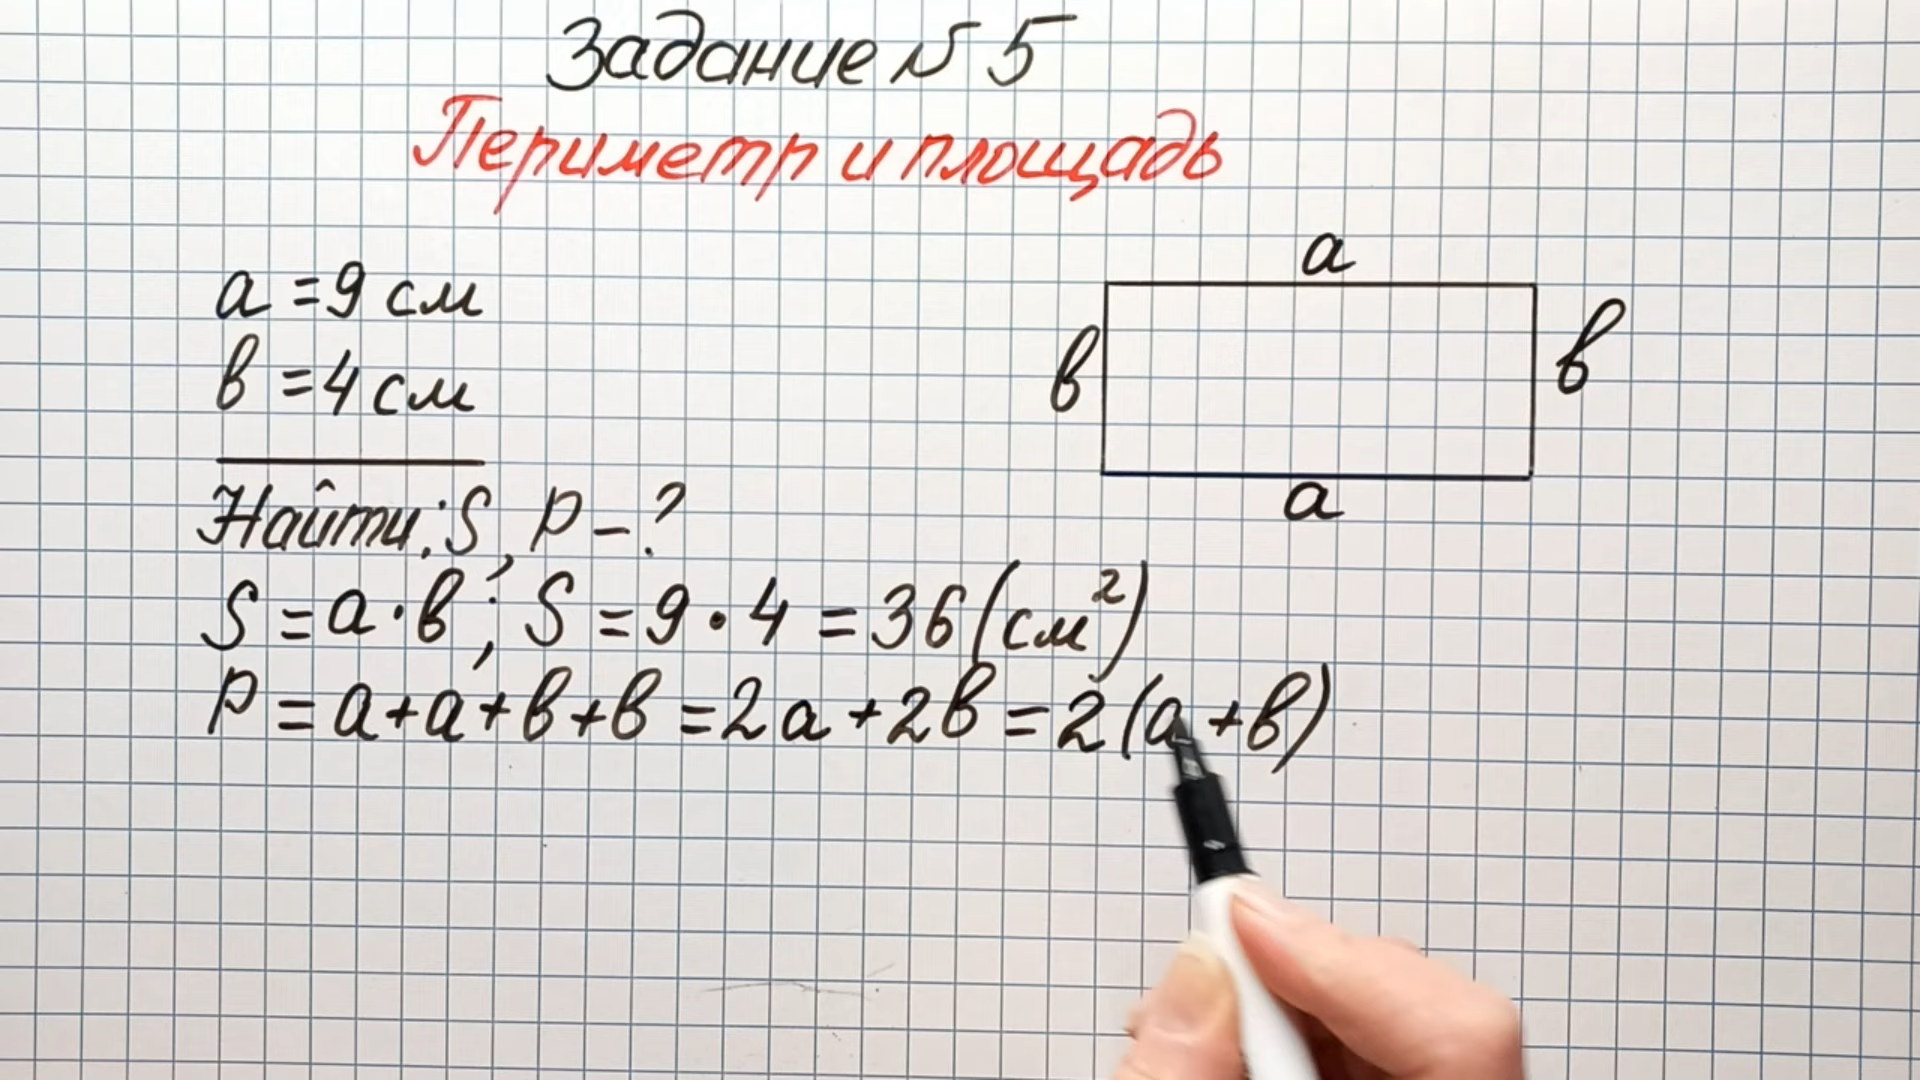 Задание № 5
Периметр и площадь
a = 9 см
в = 4 см
a
в
в
a
Найти: S, P - ?
S = a · в; S = 9 · 4 = 36 (см²)
P = a + a + в + в = 2a + 2в = 2(a + в)